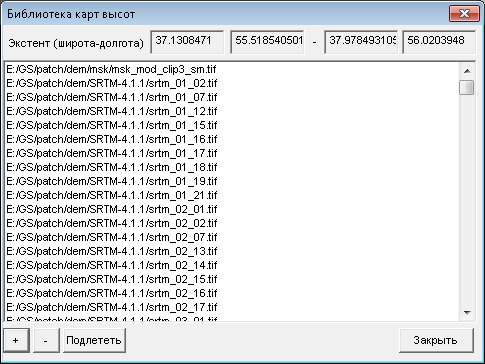 Библиотека карт высот
Экстент (широта-долгота) 37.1308471 55.518540501 - 37.978493105 56.0203948
E:/GS/patch/dem/msk/msk_mod_clip3_sm.tif
E:/GS/patch/dem/SRTM-4.1.1/srtm_01_02.tif
E:/GS/patch/dem/SRTM-4.1.1/srtm_01_07.tif
E:/GS/patch/dem/SRTM-4.1.1/srtm_01_12.tif
E:/GS/patch/dem/SRTM-4.1.1/srtm_01_15.tif
E:/GS/patch/dem/SRTM-4.1.1/srtm_01_16.tif
E:/GS/patch/dem/SRTM-4.1.1/srtm_01_17.tif
E:/GS/patch/dem/SRTM-4.1.1/srtm_01_18.tif
E:/GS/patch/dem/SRTM-4.1.1/srtm_01_19.tif
E:/GS/patch/dem/SRTM-4.1.1/srtm_01_21.tif
E:/GS/patch/dem/SRTM-4.1.1/srtm_02_01.tif
E:/GS/patch/dem/SRTM-4.1.1/srtm_02_02.tif
E:/GS/patch/dem/SRTM-4.1.1/srtm_02_07.tif
E:/GS/patch/dem/SRTM-4.1.1/srtm_02_13.tif
E:/GS/patch/dem/SRTM-4.1.1/srtm_02_14.tif
E:/GS/patch/dem/SRTM-4.1.1/srtm_02_15.tif
E:/GS/patch/dem/SRTM-4.1.1/srtm_02_16.tif
E:/GS/patch/dem/SRTM-4.1.1/srtm_02_17.tif
E:/GS/patch/dem/SRTM-4.1.1/srtm_03_01.tif
+ - Подлететь Закрыть